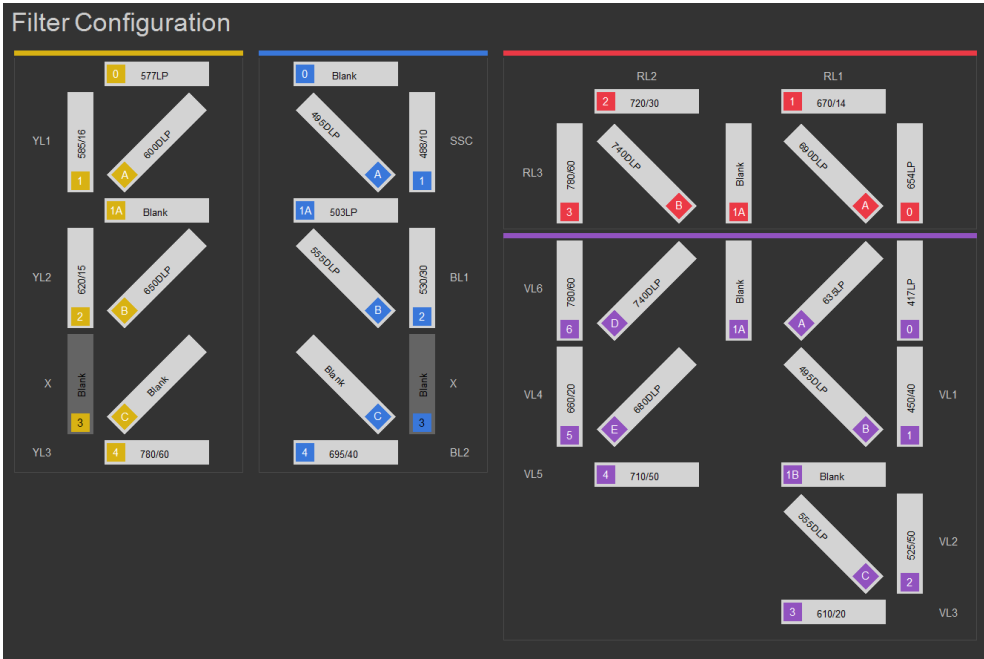 Filter Configuration
0 577LP
YL1
585/16
1
600DLP
A
1A Blank
YL2
620/15
2
650DLP
B
X
Blank
3
Blank
C
YL3
4 780/60
0 Blank
495DLP
A
488/10
1
SSC
1A 503LP
555DLP
B
530/30
2
BL1
Blank
C
Blank
3
X
4 695/40
BL2
RL2
RL1
2 720/30
1 670/14
RL3
780/60
3
740DLP
B
Blank
1A
690DLP
A
654LP
0
VL6
780/60
6
740DLP
D
Blank
1A
635LP
A
417LP
0
VL4
660/20
5
680DLP
E
495DLP
B
450/40
1
VL1
VL5
4 710/50
1B Blank
555DLP
C
525/50
2
VL2
3 610/20
VL3